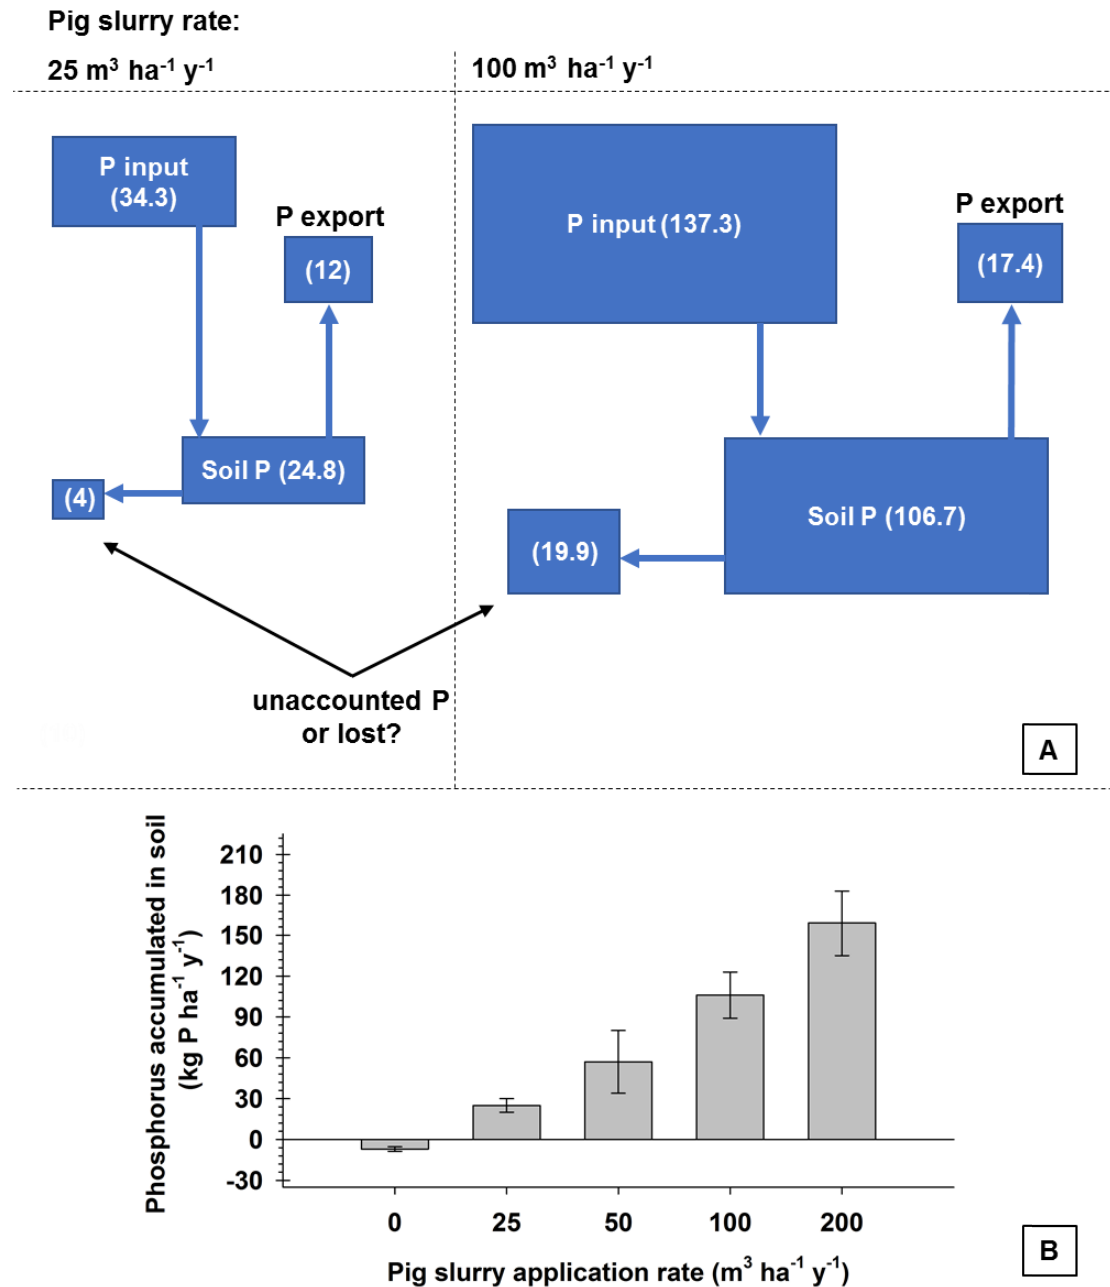 Pig slurry rate:
25 m³ ha⁻¹ y⁻¹
100 m³ ha⁻¹ y⁻¹
P input
(34.3)
P export
(12)
Soil P (24.8)
(4)
P input (137.3)
P export
(17.4)
Soil P (106.7)
(19.9)
unaccounted P
or lost?
A
Phosphorus accumulated in soil
(kg P ha⁻¹ y⁻¹)
210
180
150
120
90
60
30
0
-30
0 25 50 100 200
Pig slurry application rate (m³ ha⁻¹ y⁻¹)
B